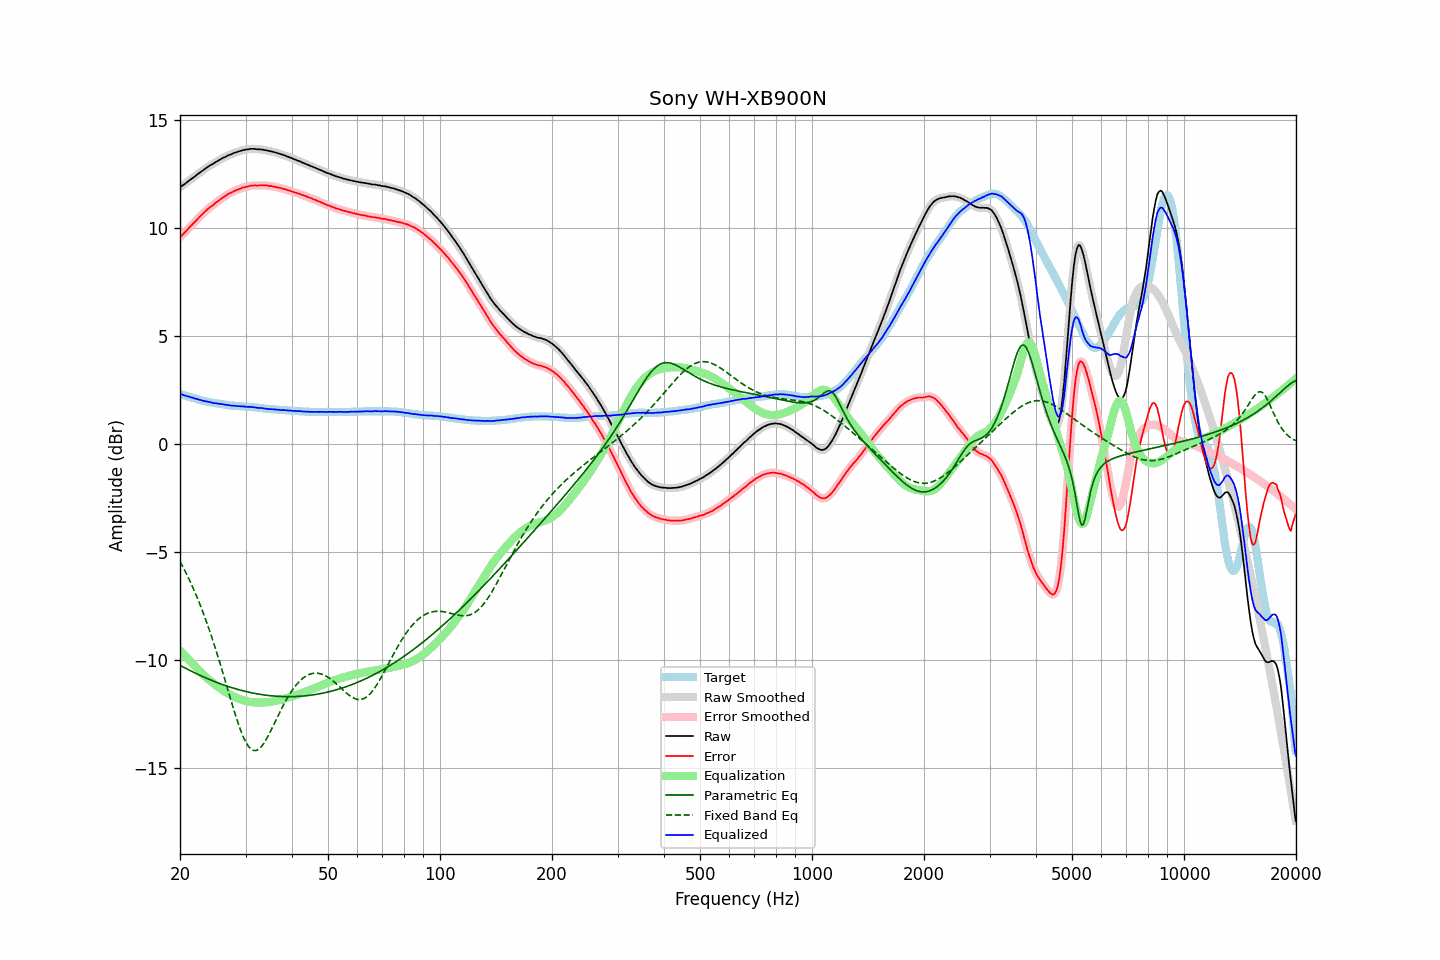 Sony WH-XB900N
Amplitude (dBr)
15
10
5
0
−5
−10
−15
20
50
100
200
500
1000
2000
5000
10000
20000
Frequency (Hz)
Target
Raw Smoothed
Error Smoothed
Raw
Error
Equalization
Parametric Eq
Fixed Band Eq
Equalized